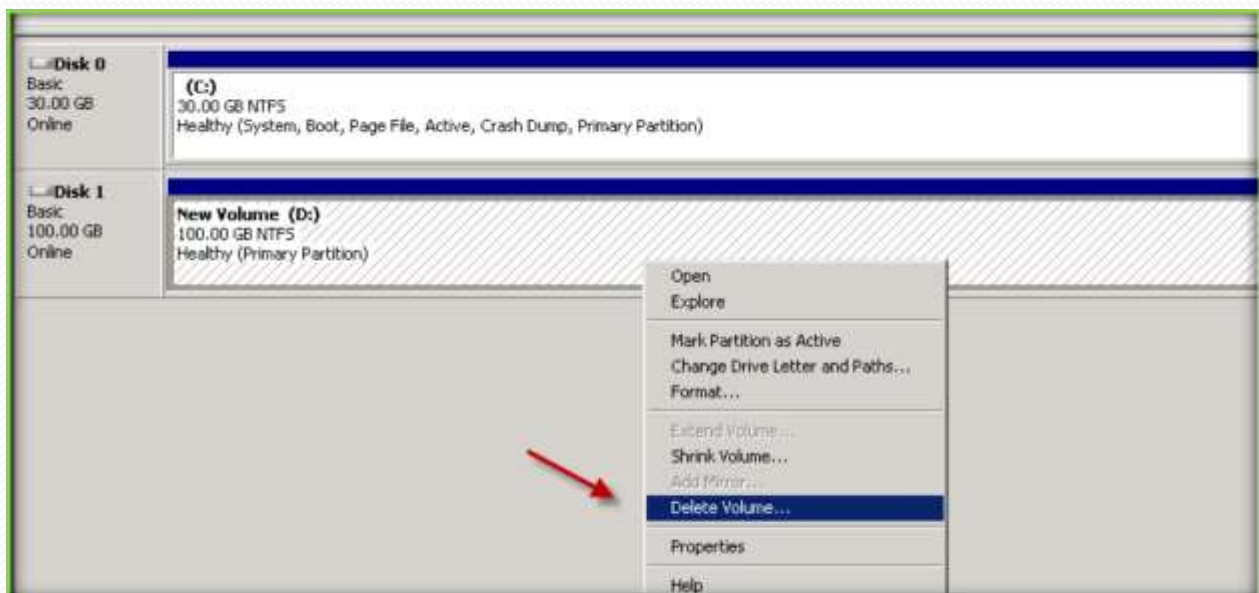 Disk 0
Basic
30.00 GB
Online
(C:)
30.00 GB NTFS
Healthy (System, Boot, Page File, Active, Crash Dump, Primary Partition)
Disk 1
Basic
100.00 GB
Online
New Volume (D:)
100.00 GB NTFS
Healthy (Primary Partition)
Open
Explore
Mark Partition as Active
Change Drive Letter and Paths...
Format...
Extend Volume...
Shrink Volume...
Add Mirror...
Delete Volume...
Properties
Help